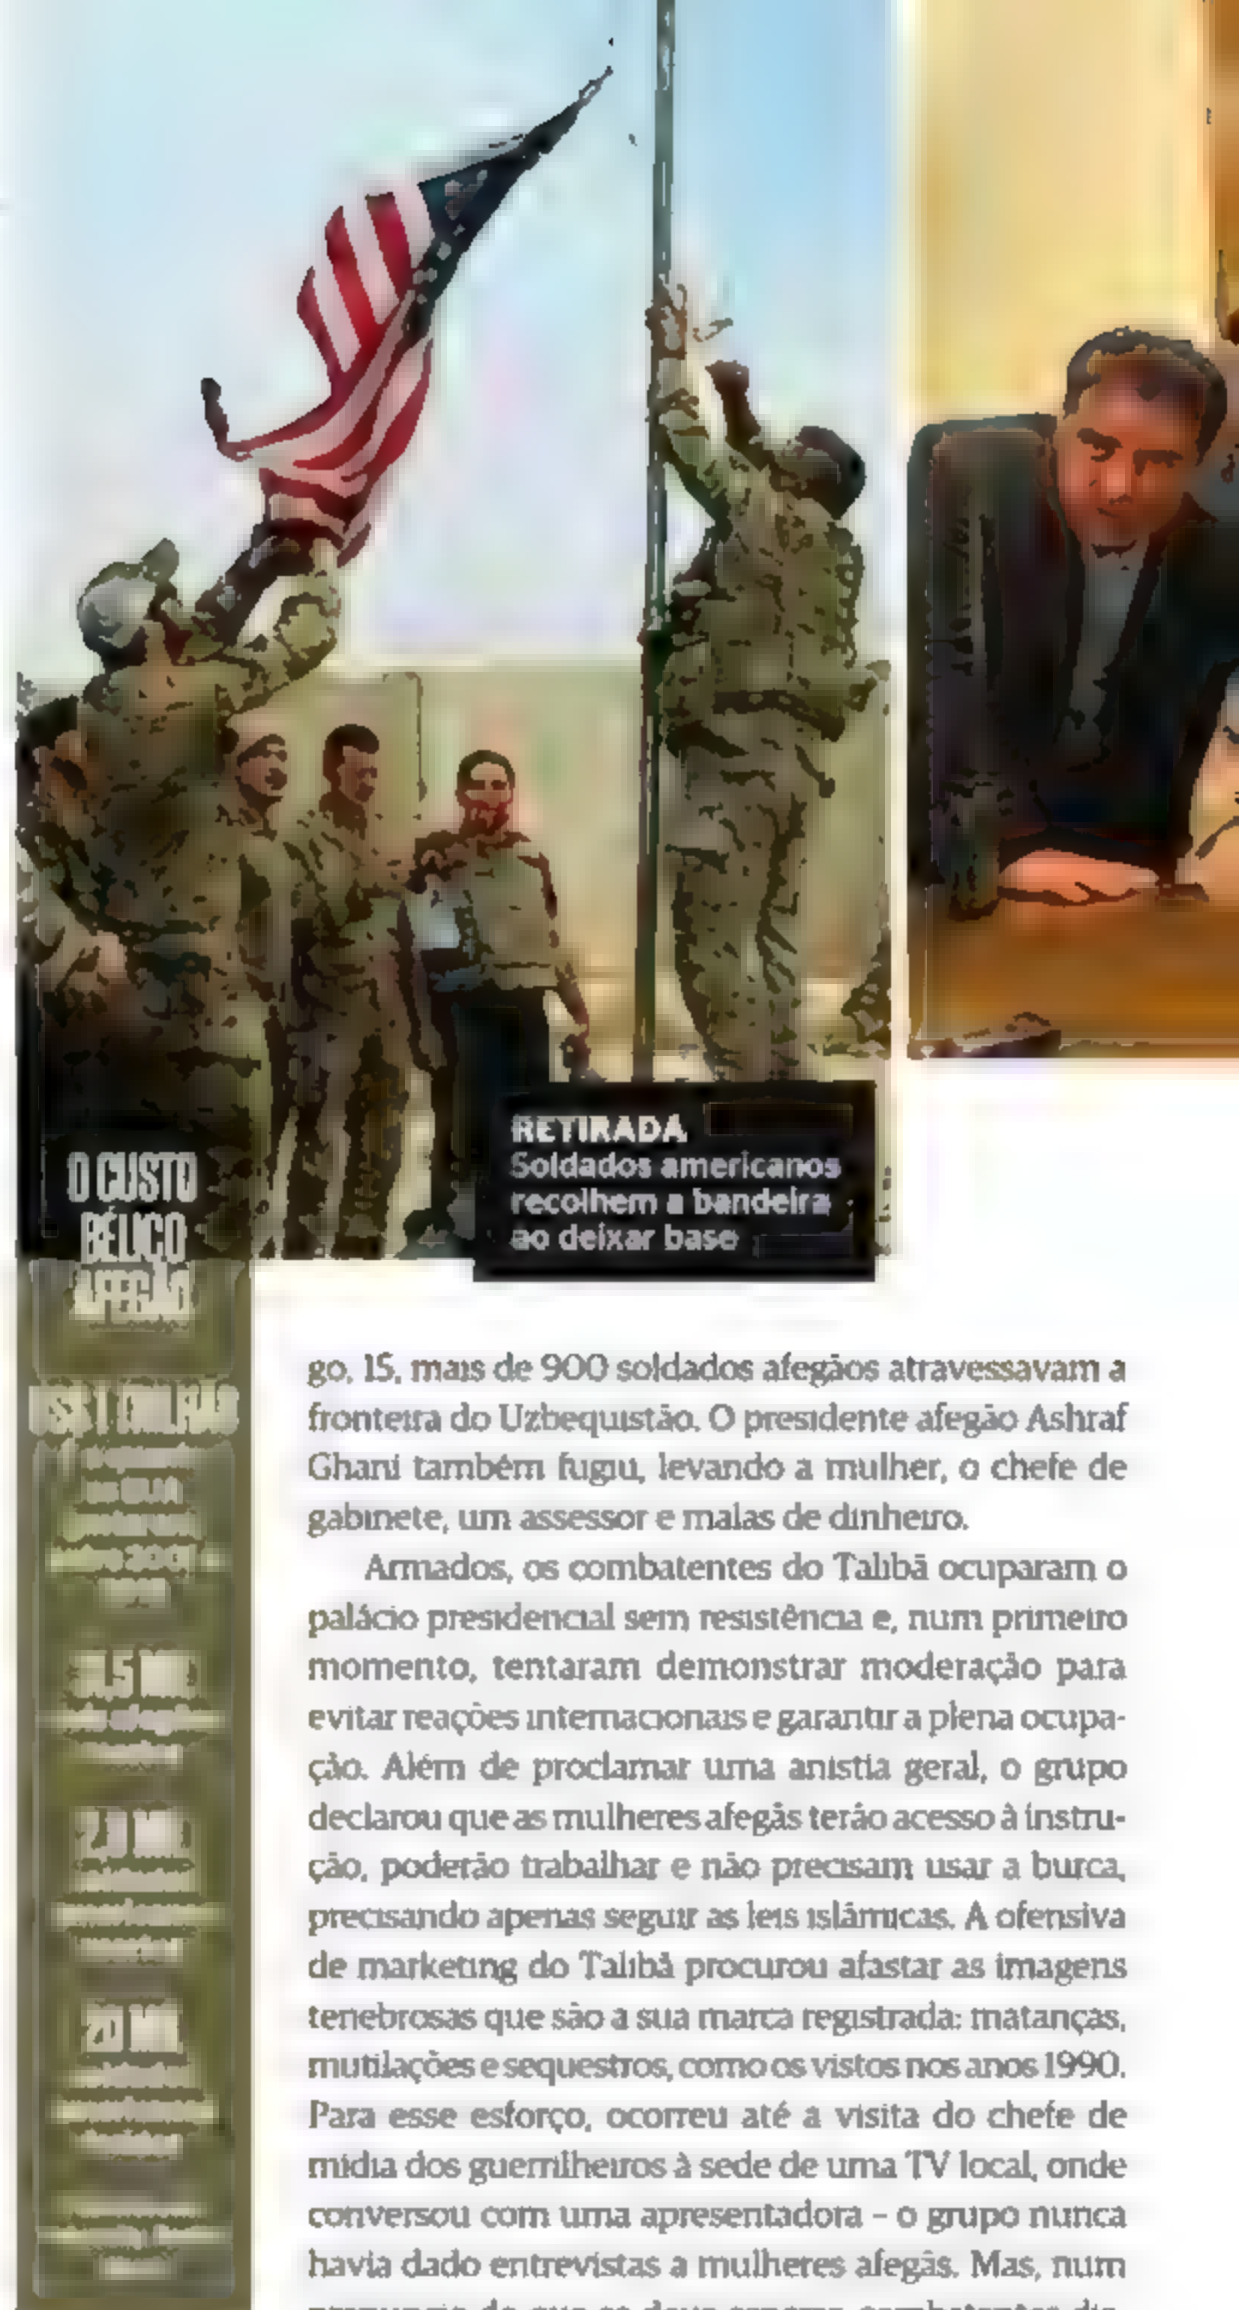 RETIRADA
Soldados americanos
recolhem a bandeira
ao deixar base
O CUSTO
BÉLICO
AFEGÃO
US$ 1 TRILHÃO
20 MIL
go, 15, mais de 900 soldados afegãos atravessavam a
fronteira do Uzbequistão. O presidente afegão Ashraf
Ghani também fugiu, levando a mulher, o chefe de
gabinete, um assessor e malas de dinheiro.
Armados, os combatentes do Talibã ocuparam o
palácio presidencial sem resistência e, num primeiro
momento, tentaram demonstrar moderação para
evitar reações internacionais e garantir a plena ocupa-
ção. Além de proclamar uma anistia geral, o grupo
declarou que as mulheres afegãs terão acesso à instru-
ção, poderão trabalhar e não precisam usar a burca,
precisando apenas seguir as leis islâmicas. A ofensiva
de marketing do Talibã procurou afastar as imagens
tenebrosas que são a sua marca registrada: matanças,
mutilações e sequestros, como os vistos nos anos 1990.
Para esse esforço, ocorreu até a visita do chefe de
mídia dos guerrilheiros à sede de uma TV local, onde
conversou com uma apresentadora – o grupo nunca
havia dado entrevistas a mulheres afegãs. Mas, num